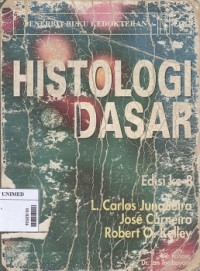 PENERBIT BUKU KEDOKTERAN
HISTOLOGI
DASAR
Edisi ke-8
UNIMED
L. Carlos Junqueira
José Carneiro
Robert O. Kelley